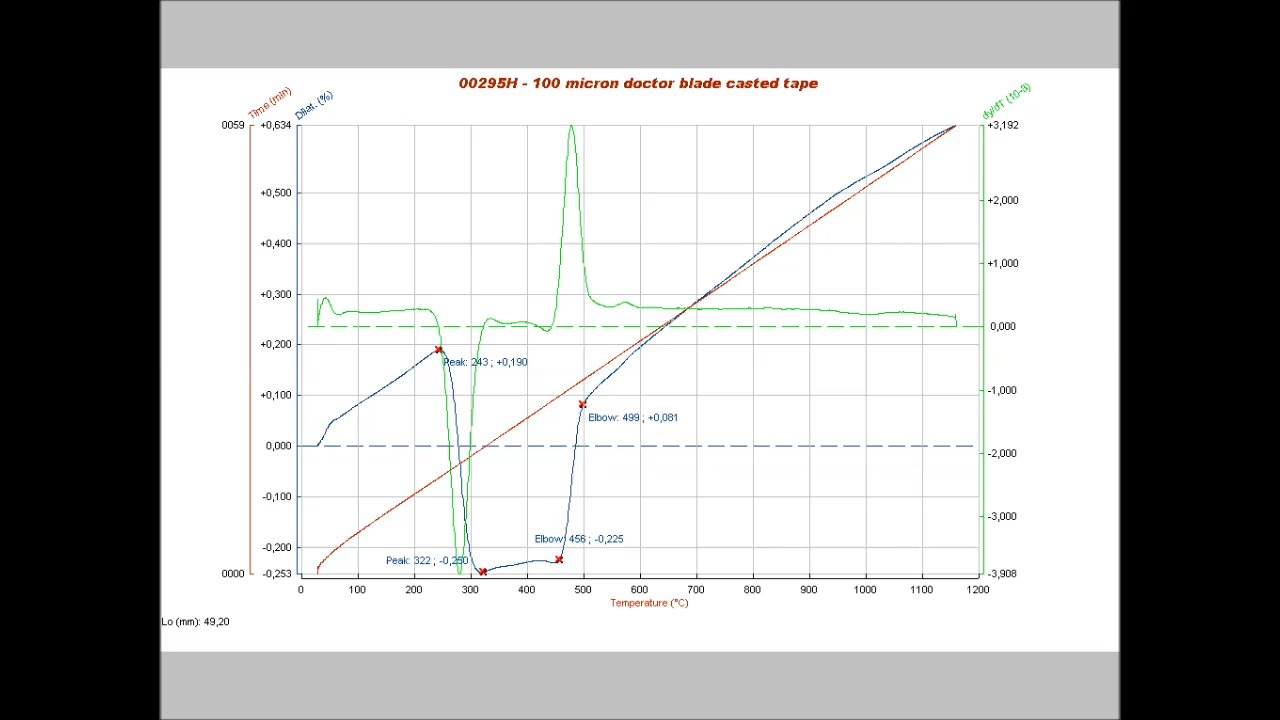 00295H - 100 micron doctor blade casted tape
Time (min)
Dilat. (%)
dy/dT (10-3)
0059
+0,634
+0,500
+0,400
+0,300
+0,200
+0,100
0,000
-0,100
-0,200
0000
-0,253
+3,192
+2,000
+1,000
0,000
-1,000
-2,000
-3,000
-3,908
Peak: 243 ; +0,190
Elbow: 499 ; +0,081
Elbow: 456 ; -0,225
Peak: 322 ; -0,250
0 100 200 300 400 500 600 700 800 900 1000 1100 1200
Temperature (°C)
Lo (mm): 49,20